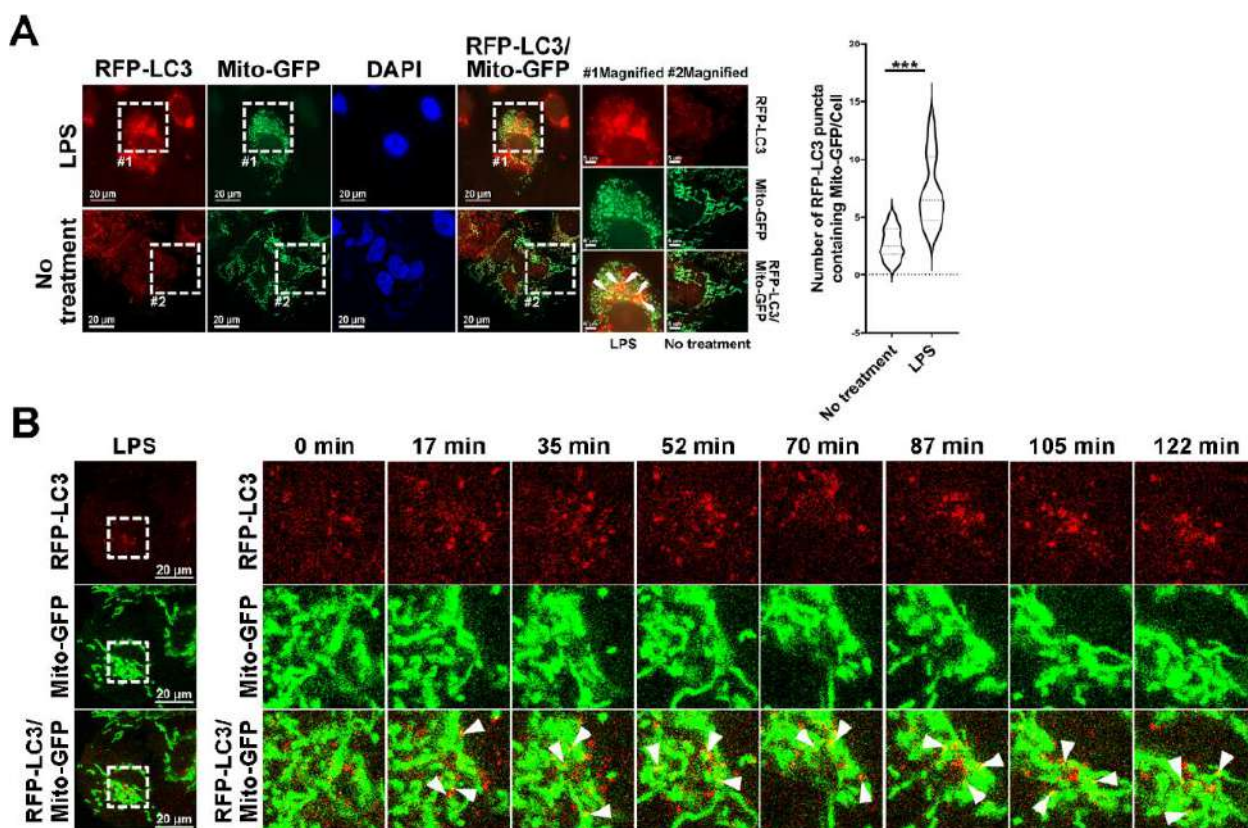 A
RFP-LC3 Mito-GFP DAPI RFP-LC3/
Mito-GFP #1Magnified #2Magnified
LPS
#1
#1
20 µm 20 µm 20 µm 20 µm
RFP-LC3
Mito-GFP
RFP-LC3/
Mito-GFP
No
treatment
#2
#2
20 µm 20 µm 20 µm 20 µm
LPS No treatment
Number of RFP-LC3 puncta
containing Mito-GFP/Cell
20
15
10
5
0
-5
***
No treatment
LPS
B
LPS 0 min 17 min 35 min 52 min 70 min 87 min 105 min 122 min
RFP-LC3 20 µm RFP-LC3
Mito-GFP 20 µm Mito-GFP
RFP-LC3/
Mito-GFP 20 µm
RFP-LC3/
Mito-GFP